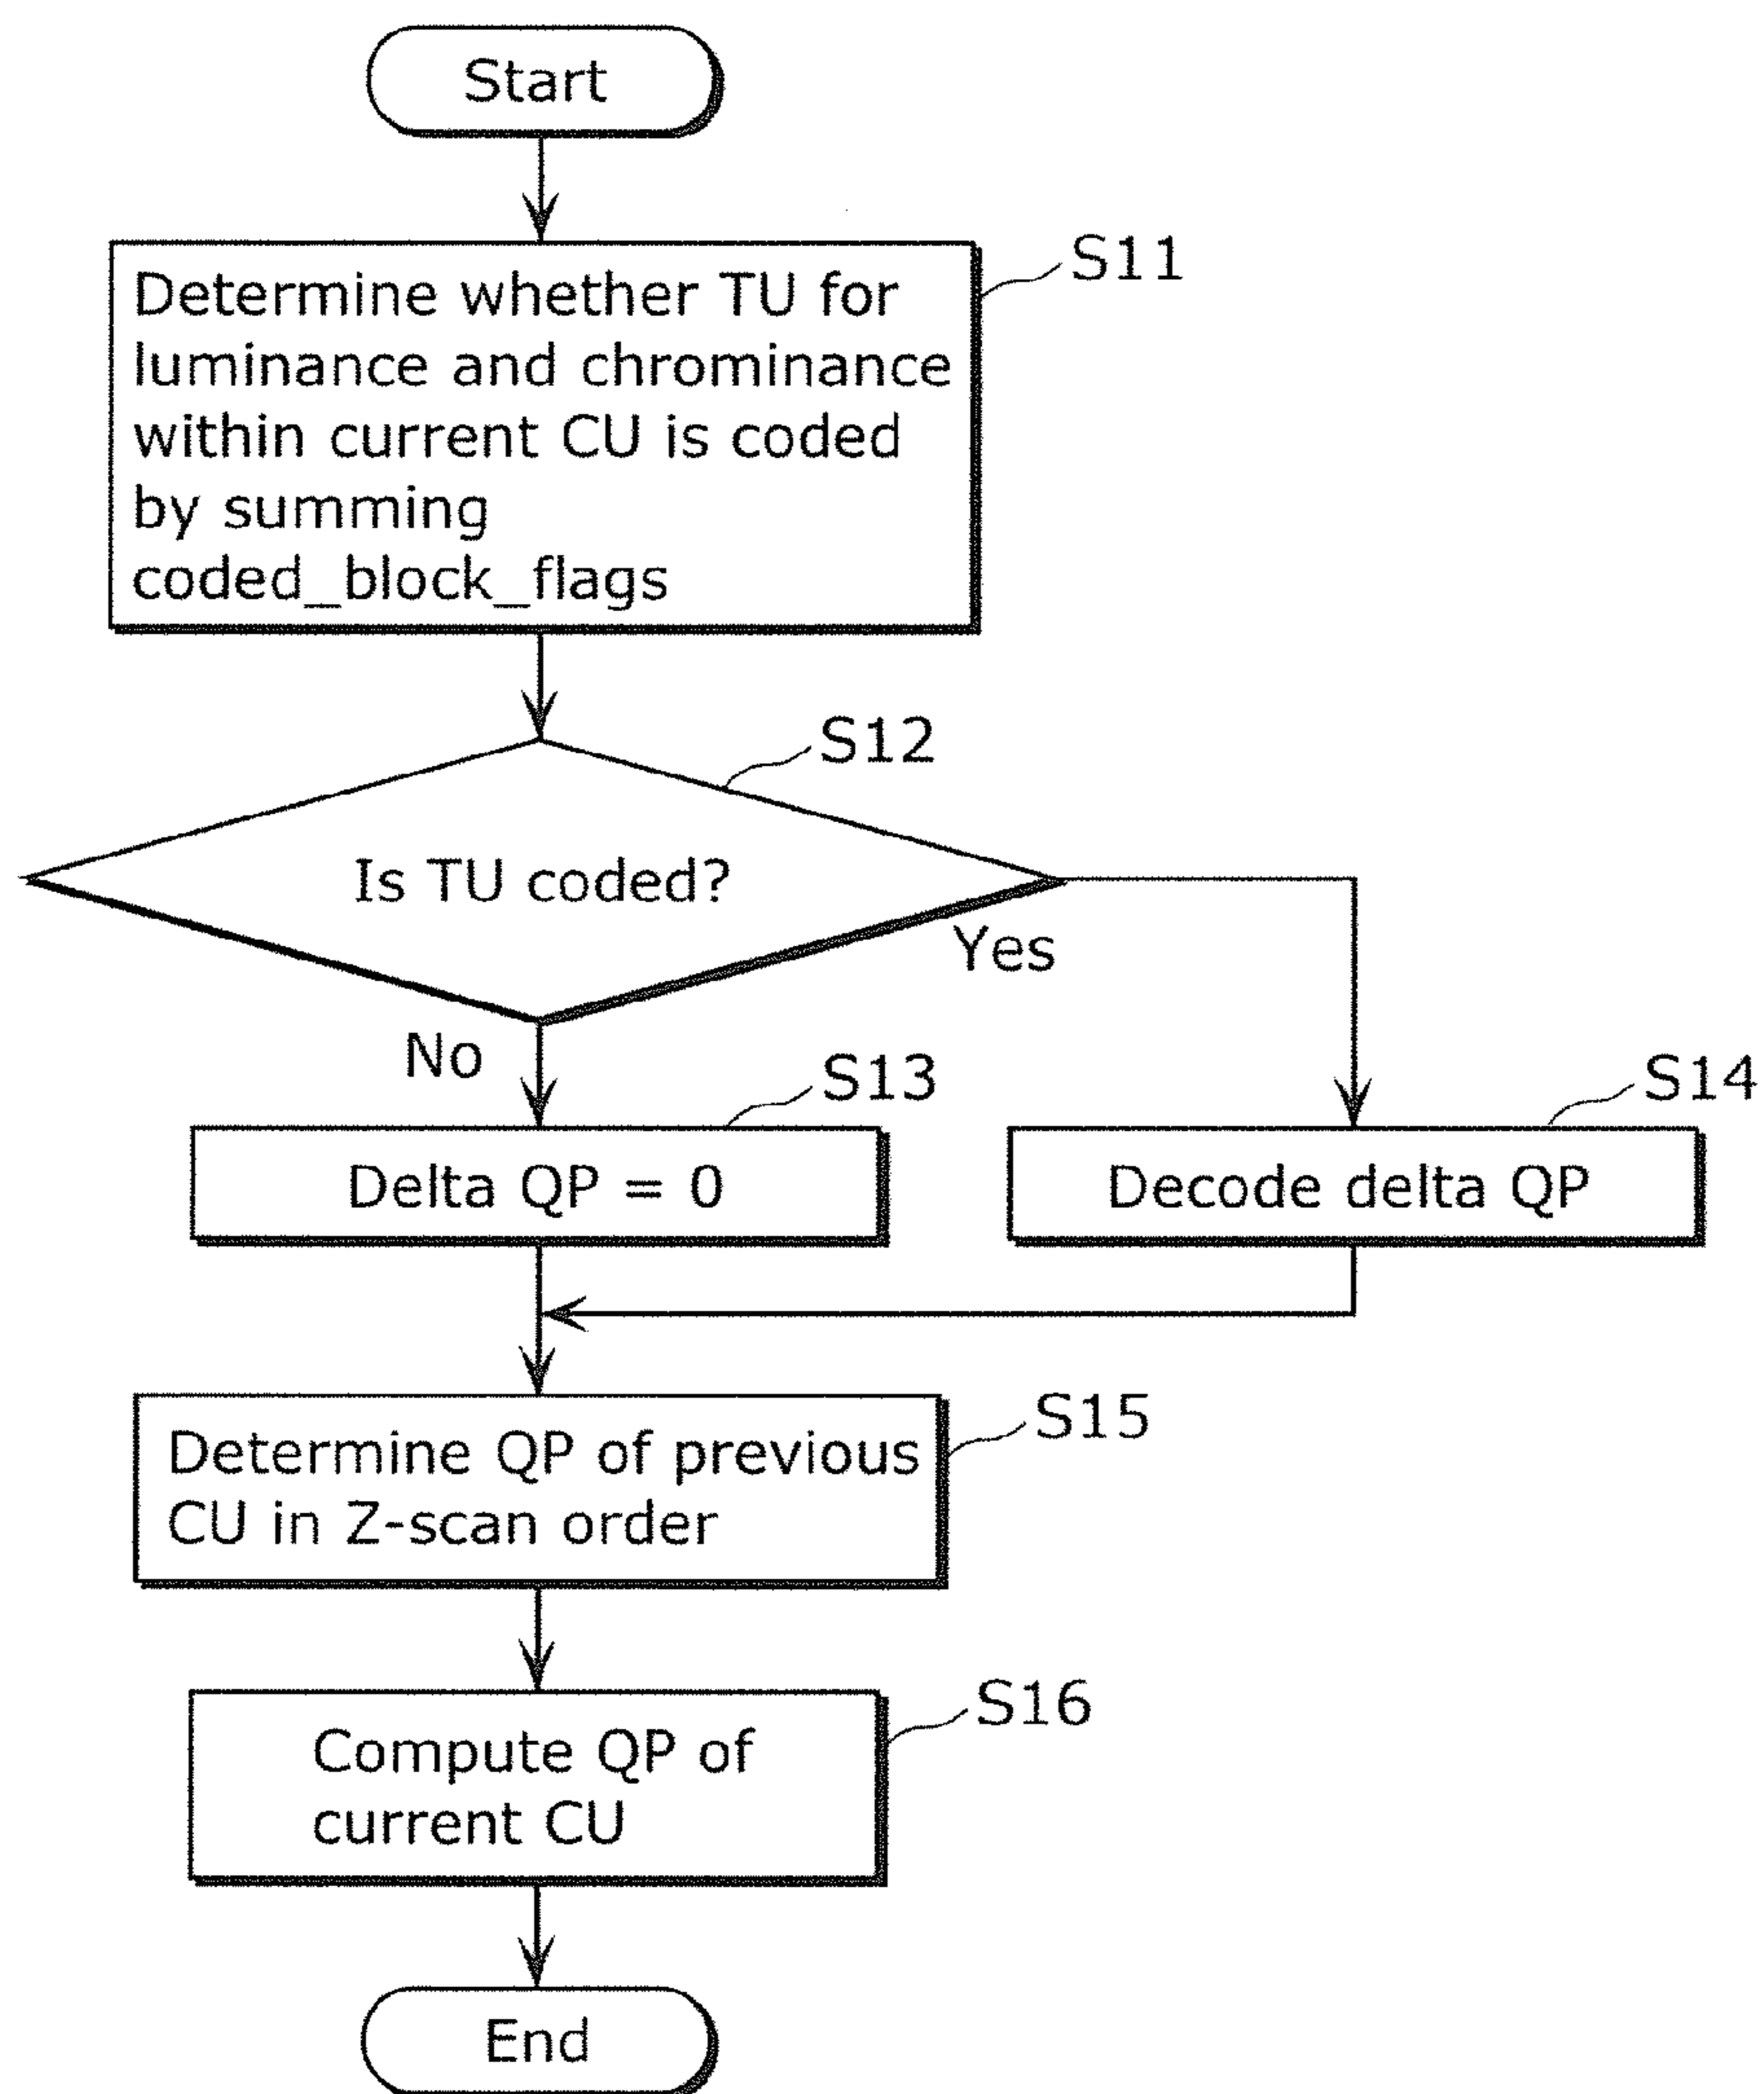 Start
S11
Determine whether TU for
luminance and chrominance
within current CU is coded
by summing
coded_block_flags
S12
Is TU coded?
Yes
No
S13
S14
Delta QP = 0
Decode delta QP
S15
Determine QP of previous
CU in Z-scan order
S16
Compute QP of
current CU
End